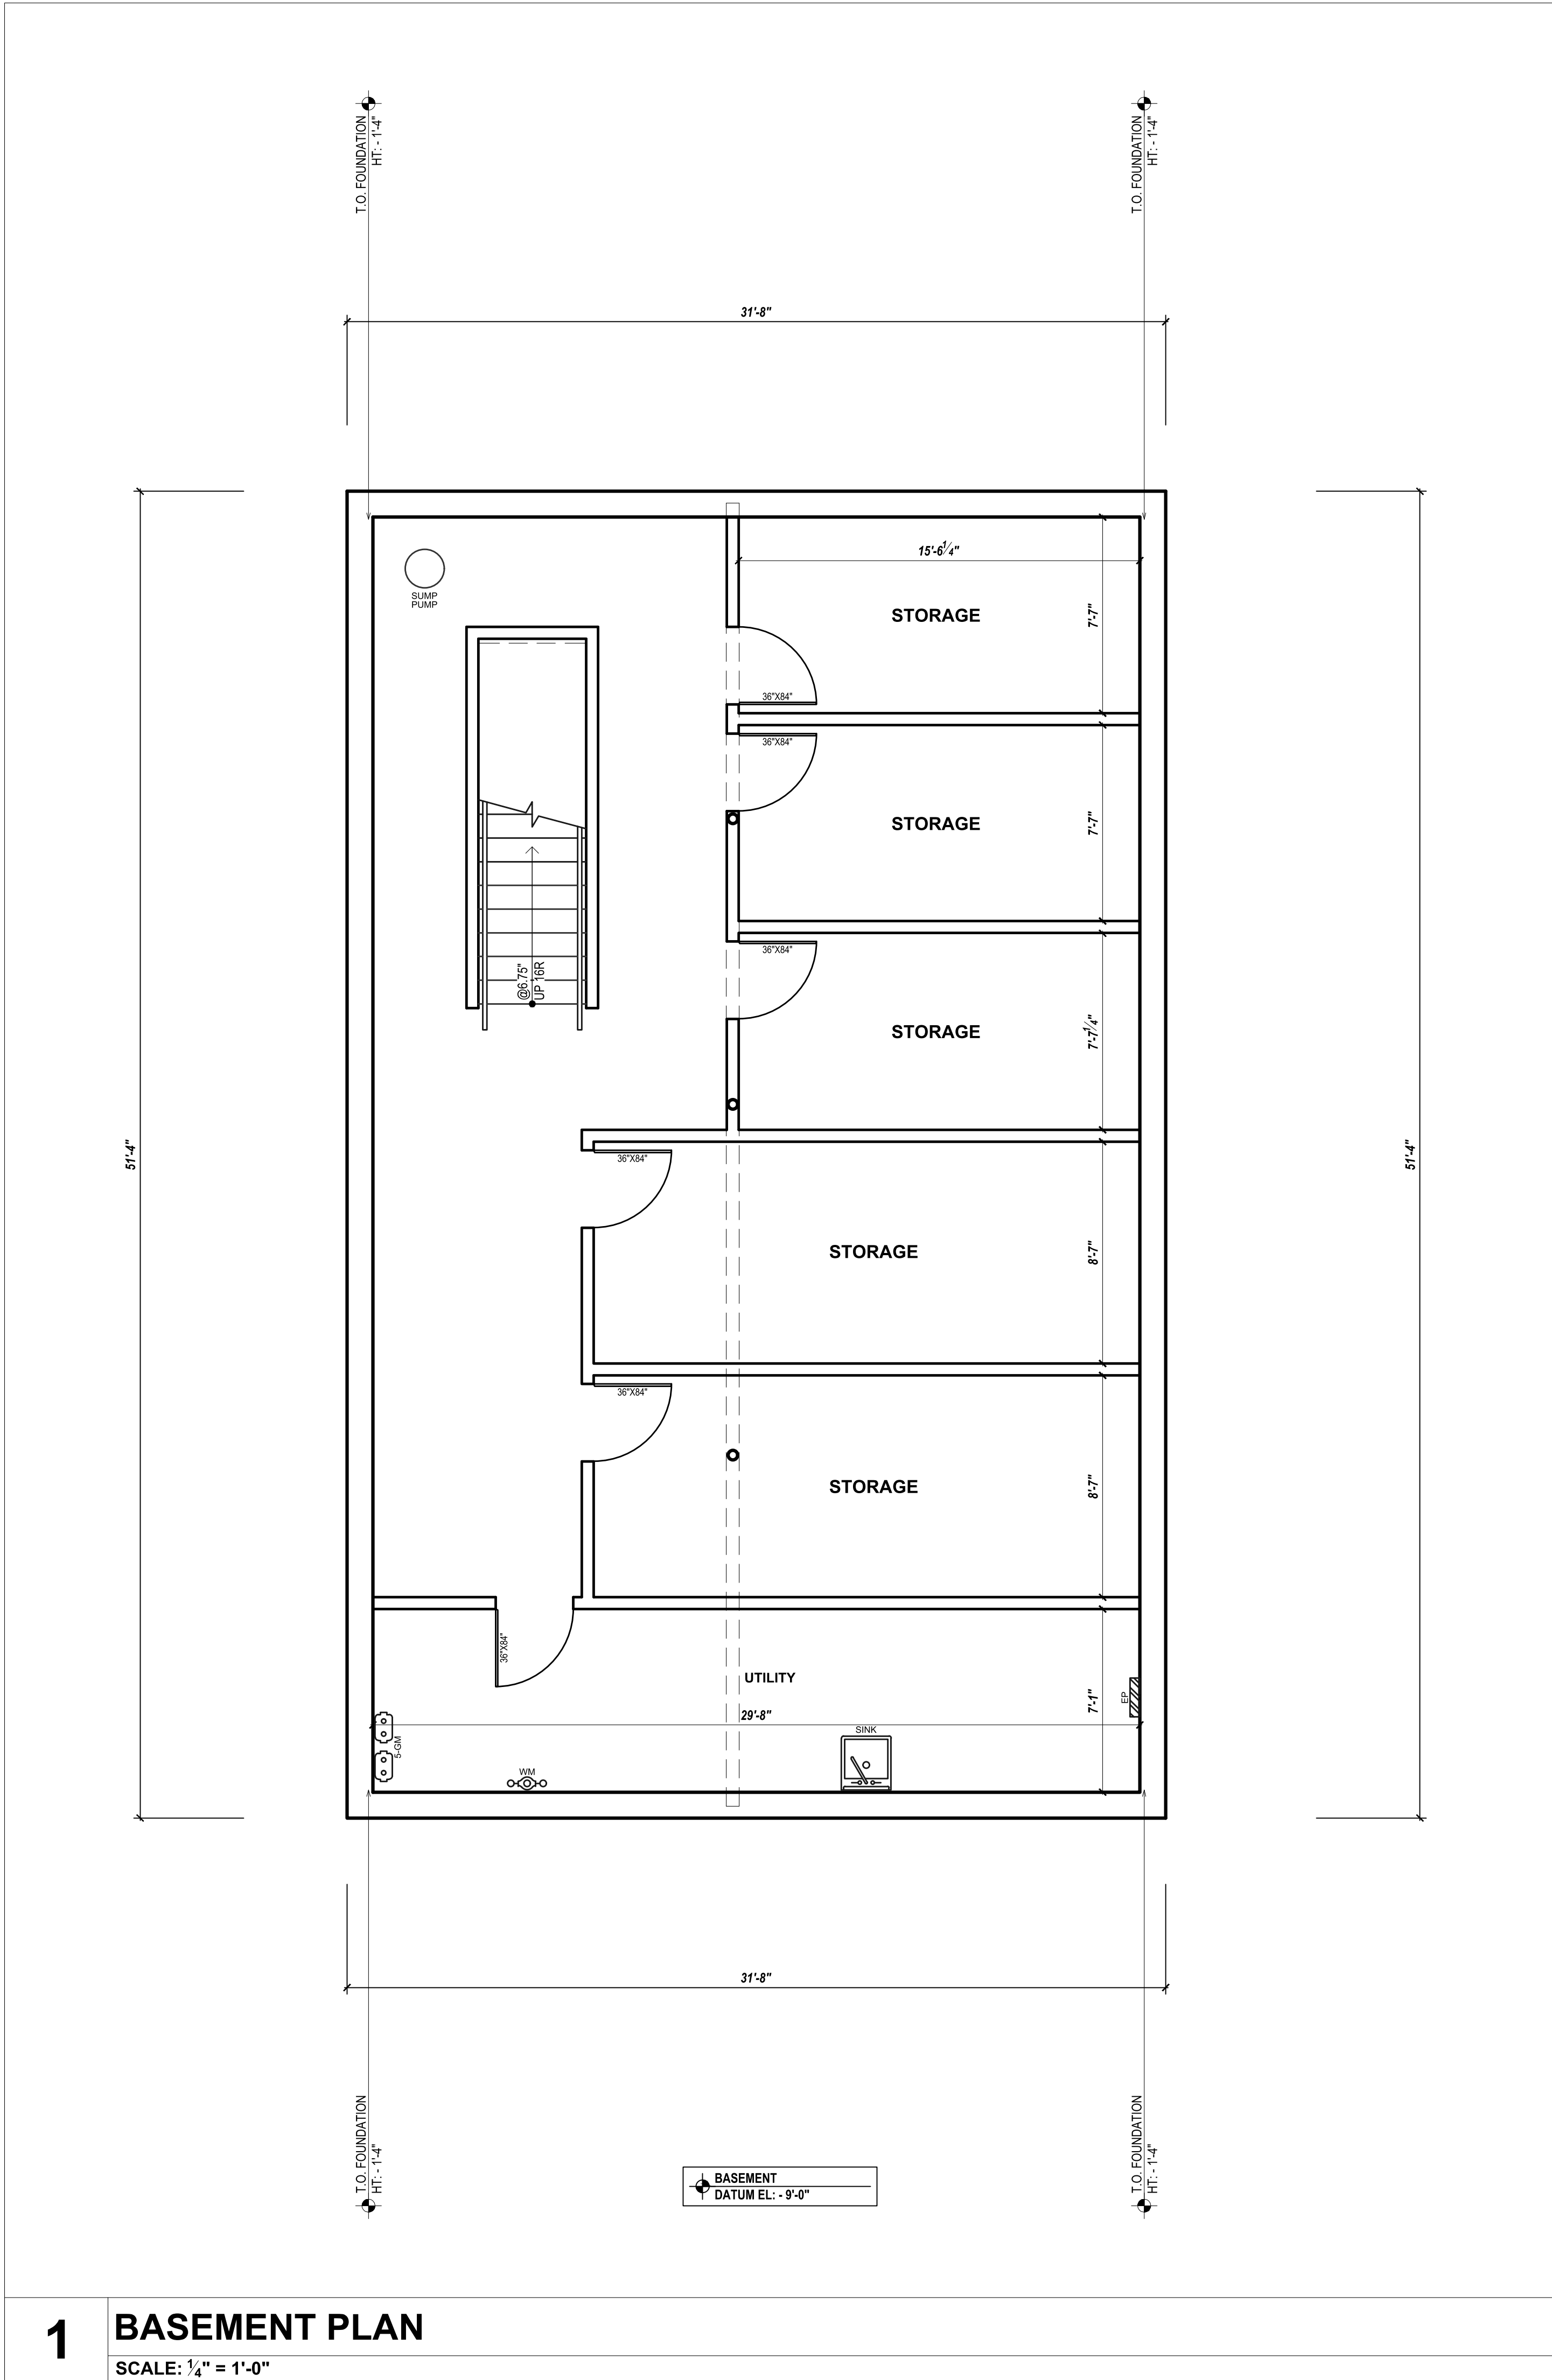 T.O. FOUNDATION
HT: - 1'-4"
T.O. FOUNDATION
HT: - 1'-4"
31'-8"
15'-6¼"
SUMP
PUMP
STORAGE
7'-7"
36"X84"
36"X84"
STORAGE
7'-7"
36"X84"
@6.75"
UP 16R
STORAGE
7'-7¼"
51'-4"
51'-4"
36"X84"
STORAGE
8'-7"
36"X84"
STORAGE
8'-7"
36"X84"
UTILITY
7'-1"
EP
29'-8"
5-GM
SINK
WM
31'-8"
T.O. FOUNDATION
HT: - 1'-4"
T.O. FOUNDATION
HT: - 1'-4"
BASEMENT
DATUM EL: - 9'-0"
1
BASEMENT PLAN
SCALE: ¼" = 1'-0"